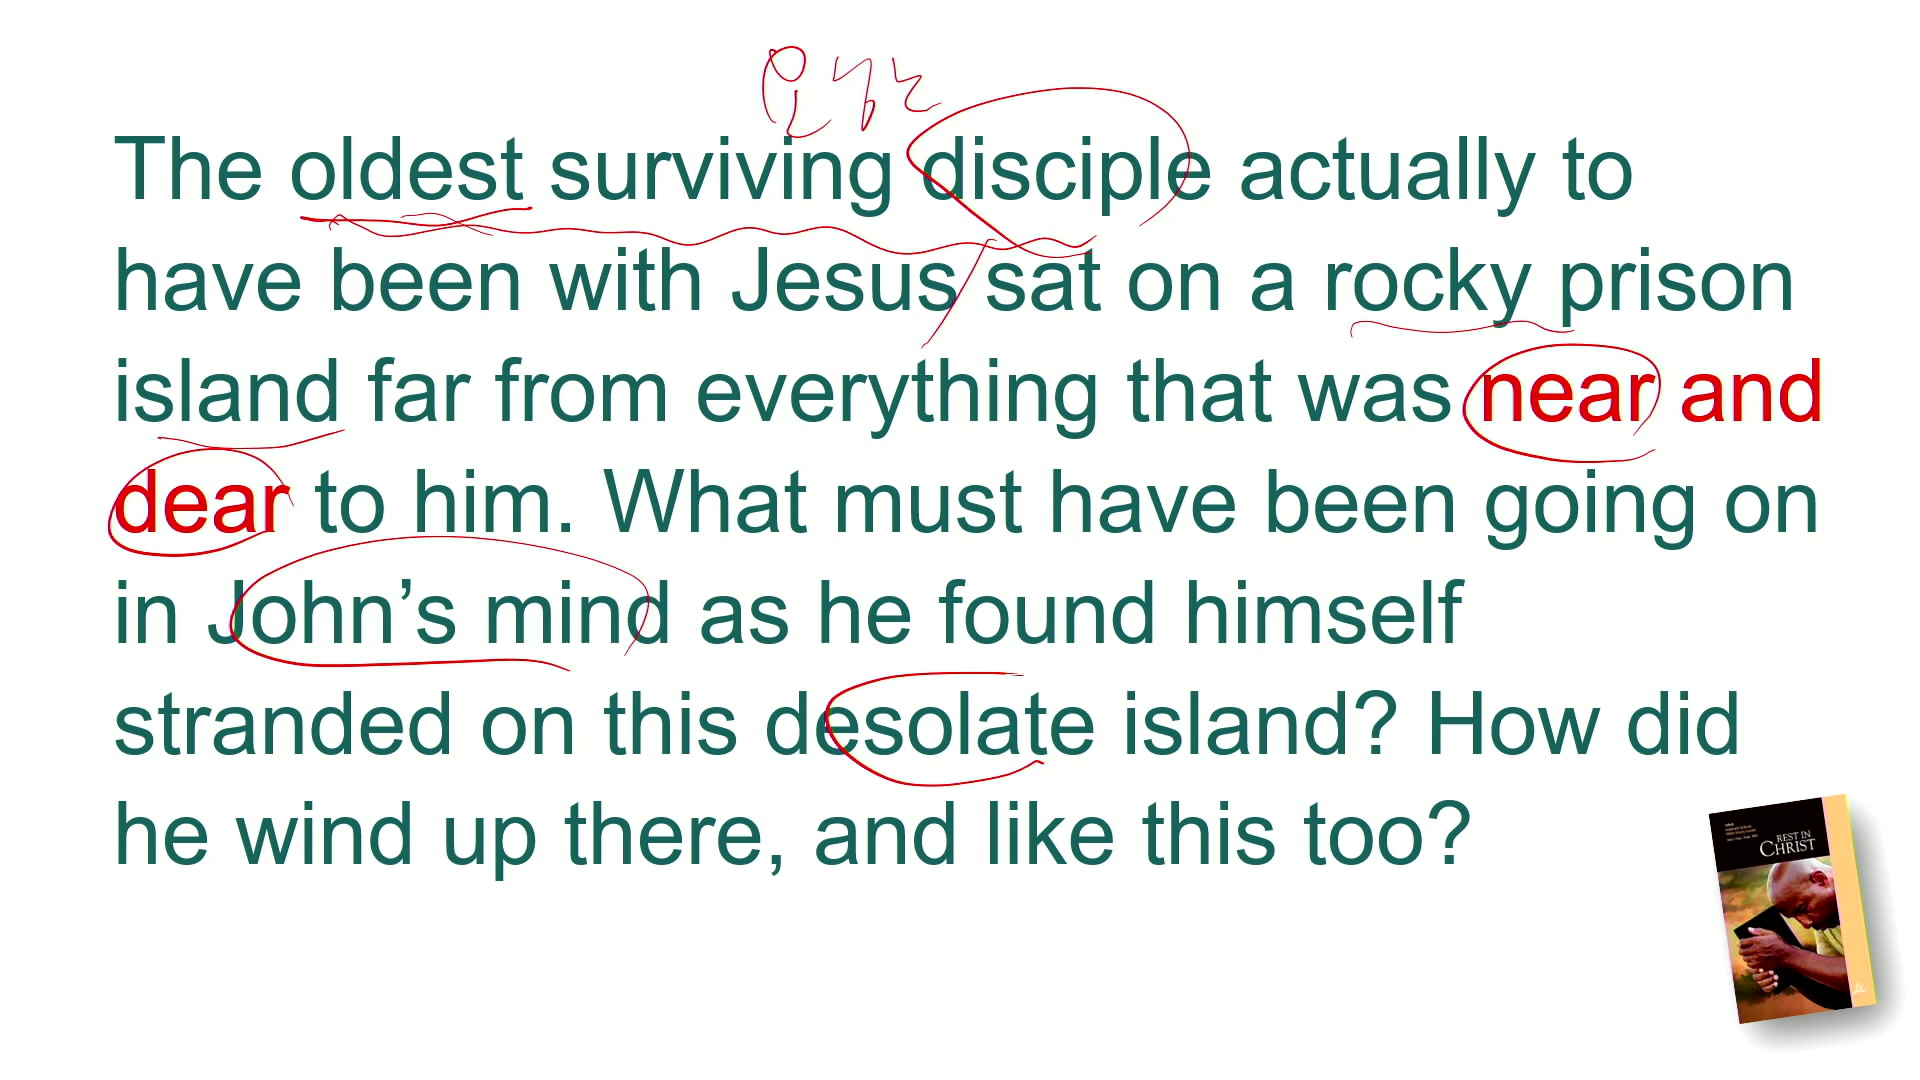 The oldest surviving disciple actually to
have been with Jesus sat on a rocky prison
island far from everything that was near and
dear to him. What must have been going on
in John’s mind as he found himself
stranded on this desolate island? How did
he wind up there, and like this too?
REST IN
CHRIST